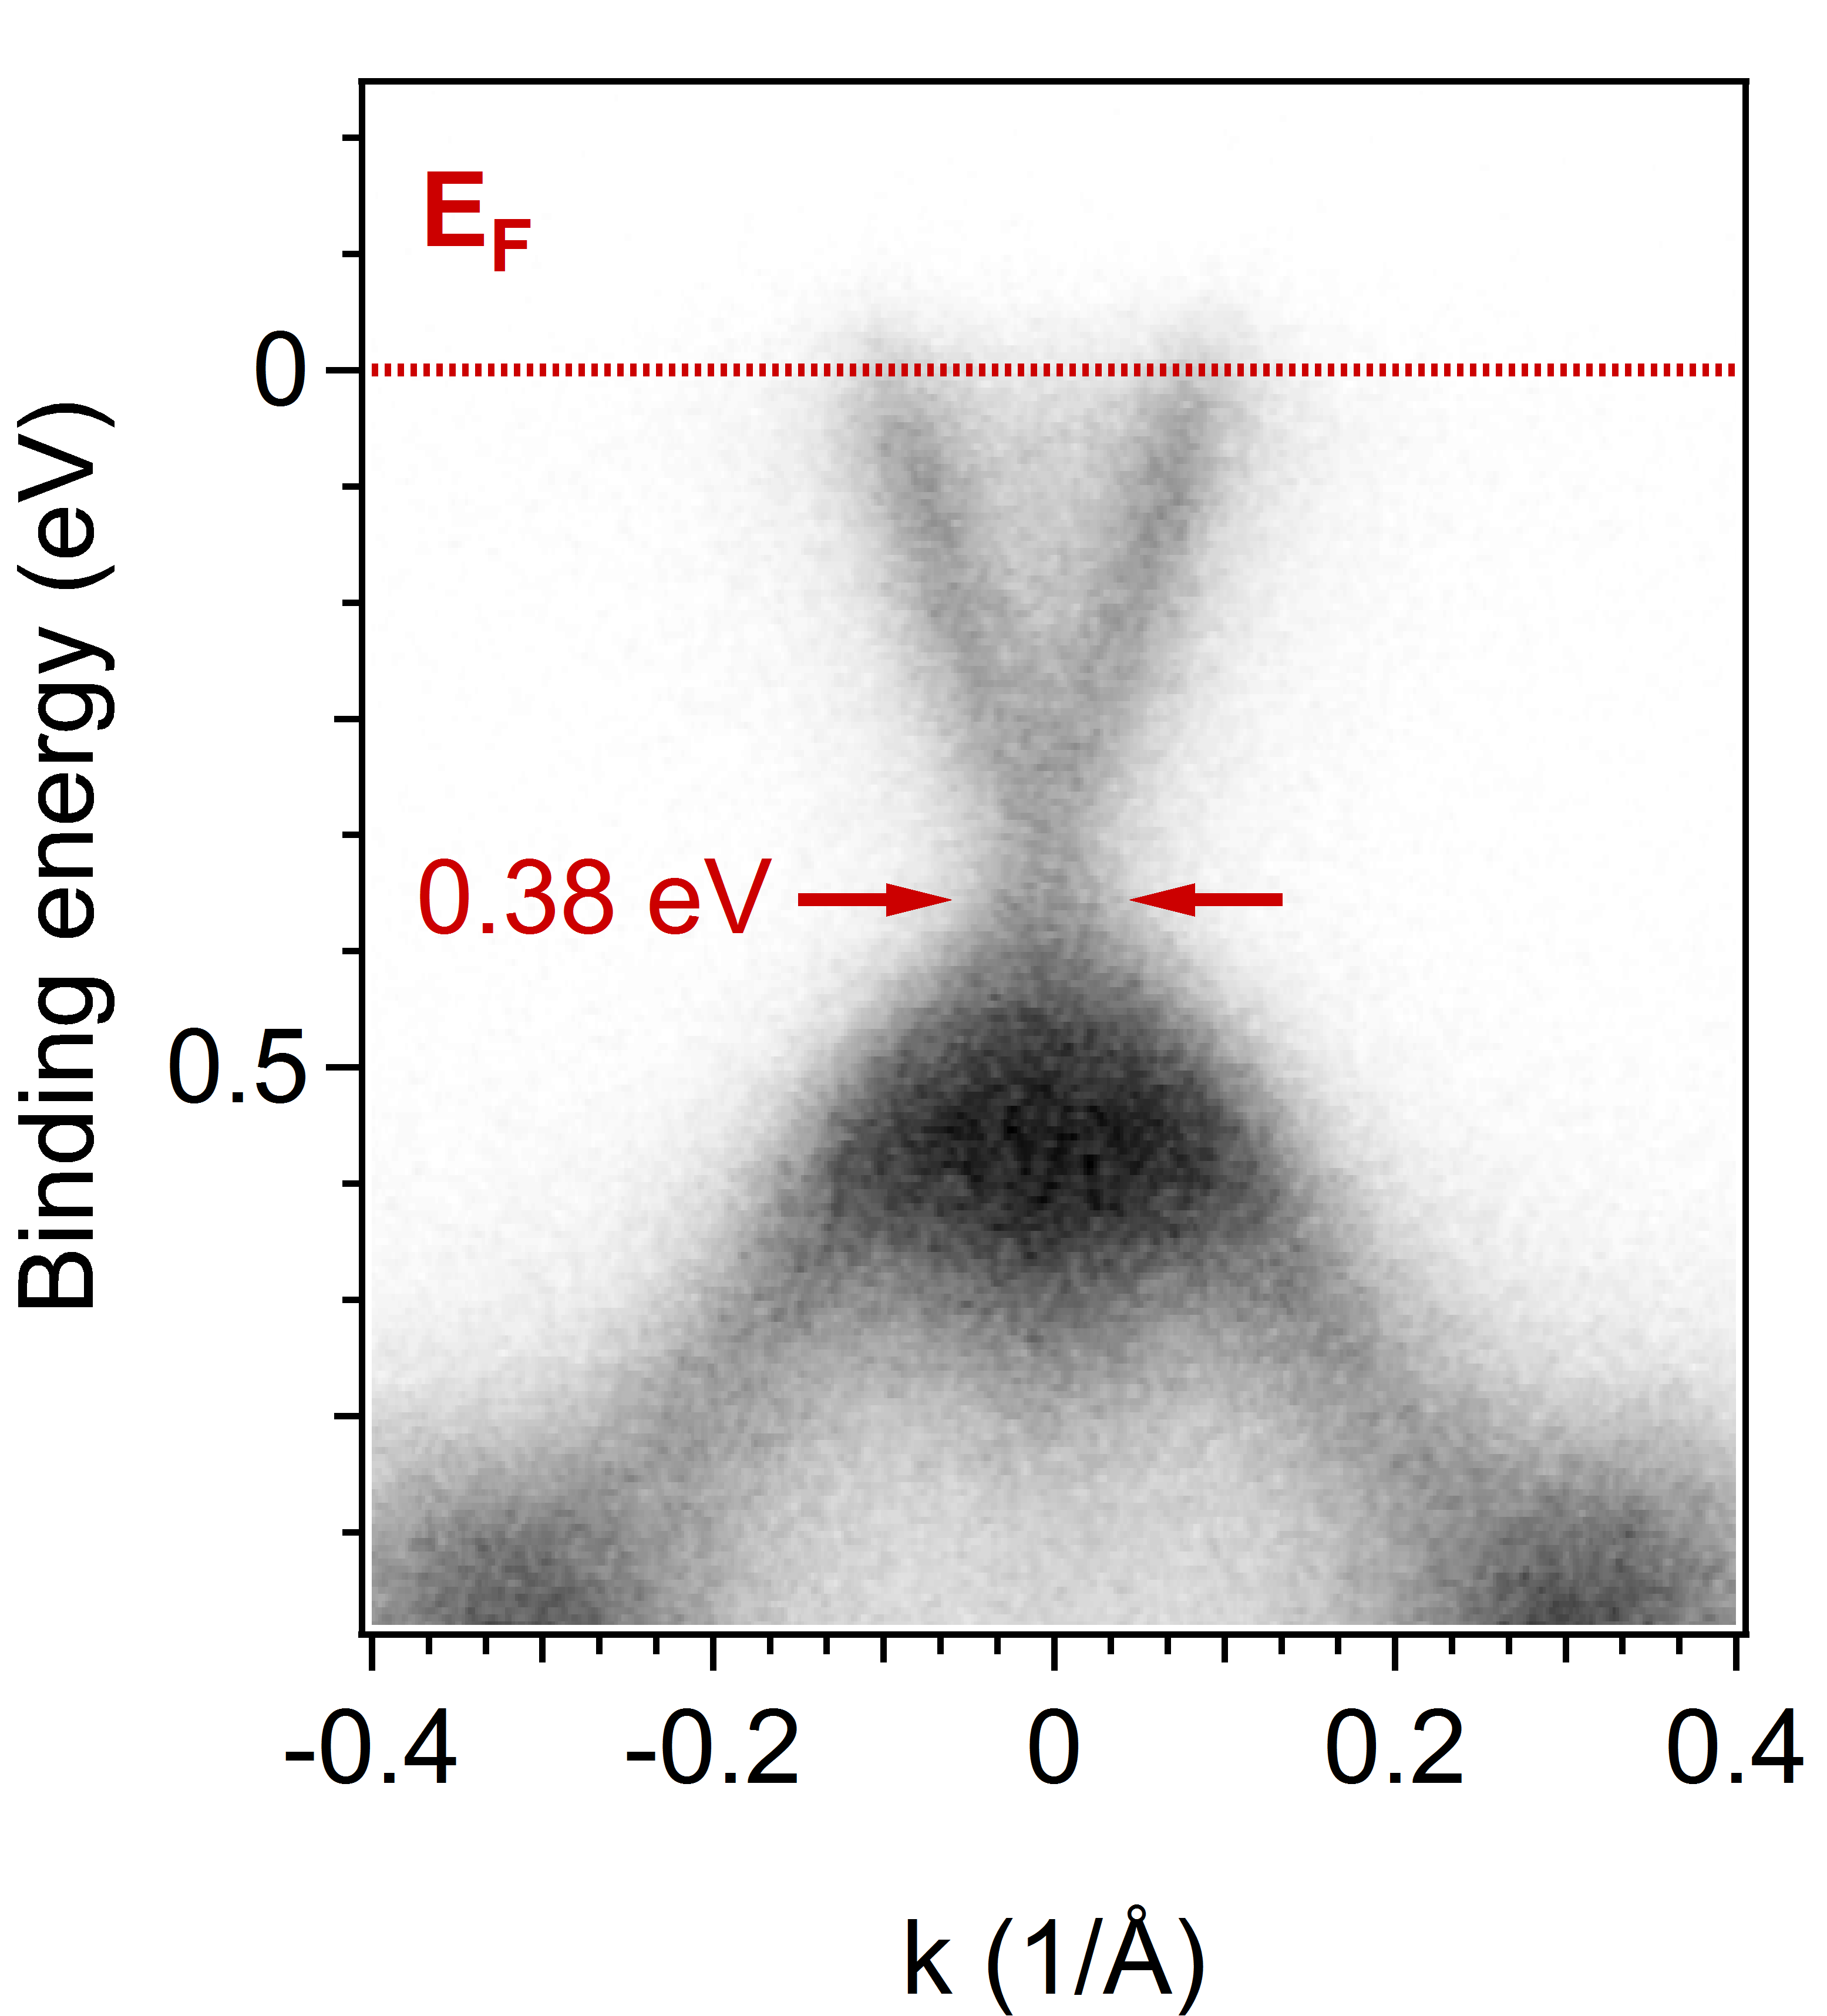 E_F
0
Binding energy (eV)
0.38 eV
0.5
-0.4 -0.2 0 0.2 0.4
k (1/Å)